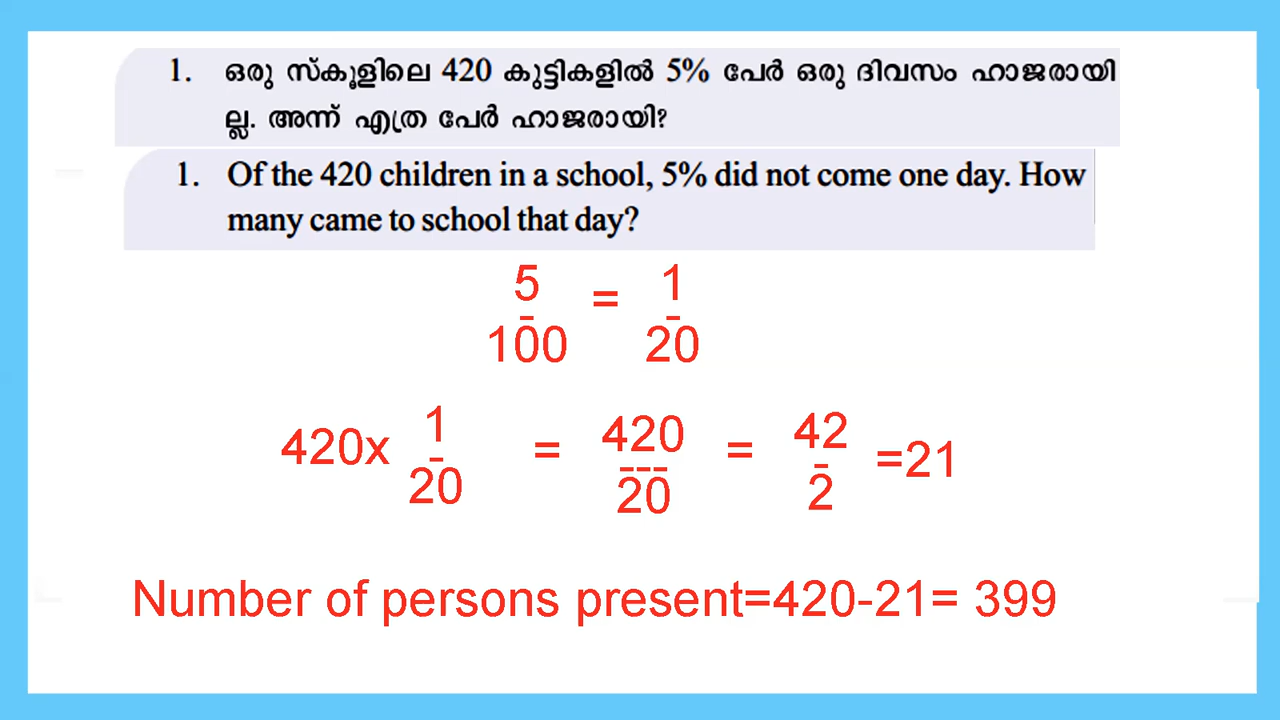 1. ഒരു സ്കൂളിലെ 420 കുട്ടികളിൽ 5% പേർ ഒരു ദിവസം ഹാജരായി
ല്ല. അന്ന് എത്ര പേർ ഹാജരായി?
1. Of the 420 children in a school, 5% did not come one day. How
many came to school that day?
5/100 = 1/20
420x 1/20 = 420/20 = 42/2 =21
Number of persons present=420-21= 399